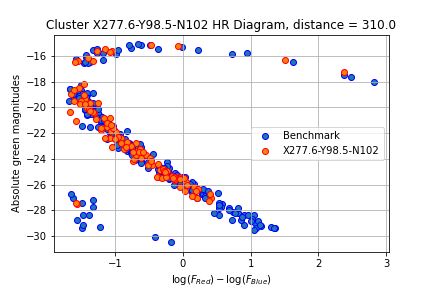 Cluster X277.6-Y98.5-N102 HR Diagram, distance = 310.0
Absolute green magnitudes
−16
−18
−20
−22
−24
−26
−28
−30
Benchmark
X277.6-Y98.5-N102
−1
0
1
2
3
log(F_Red) − log(F_Blue)